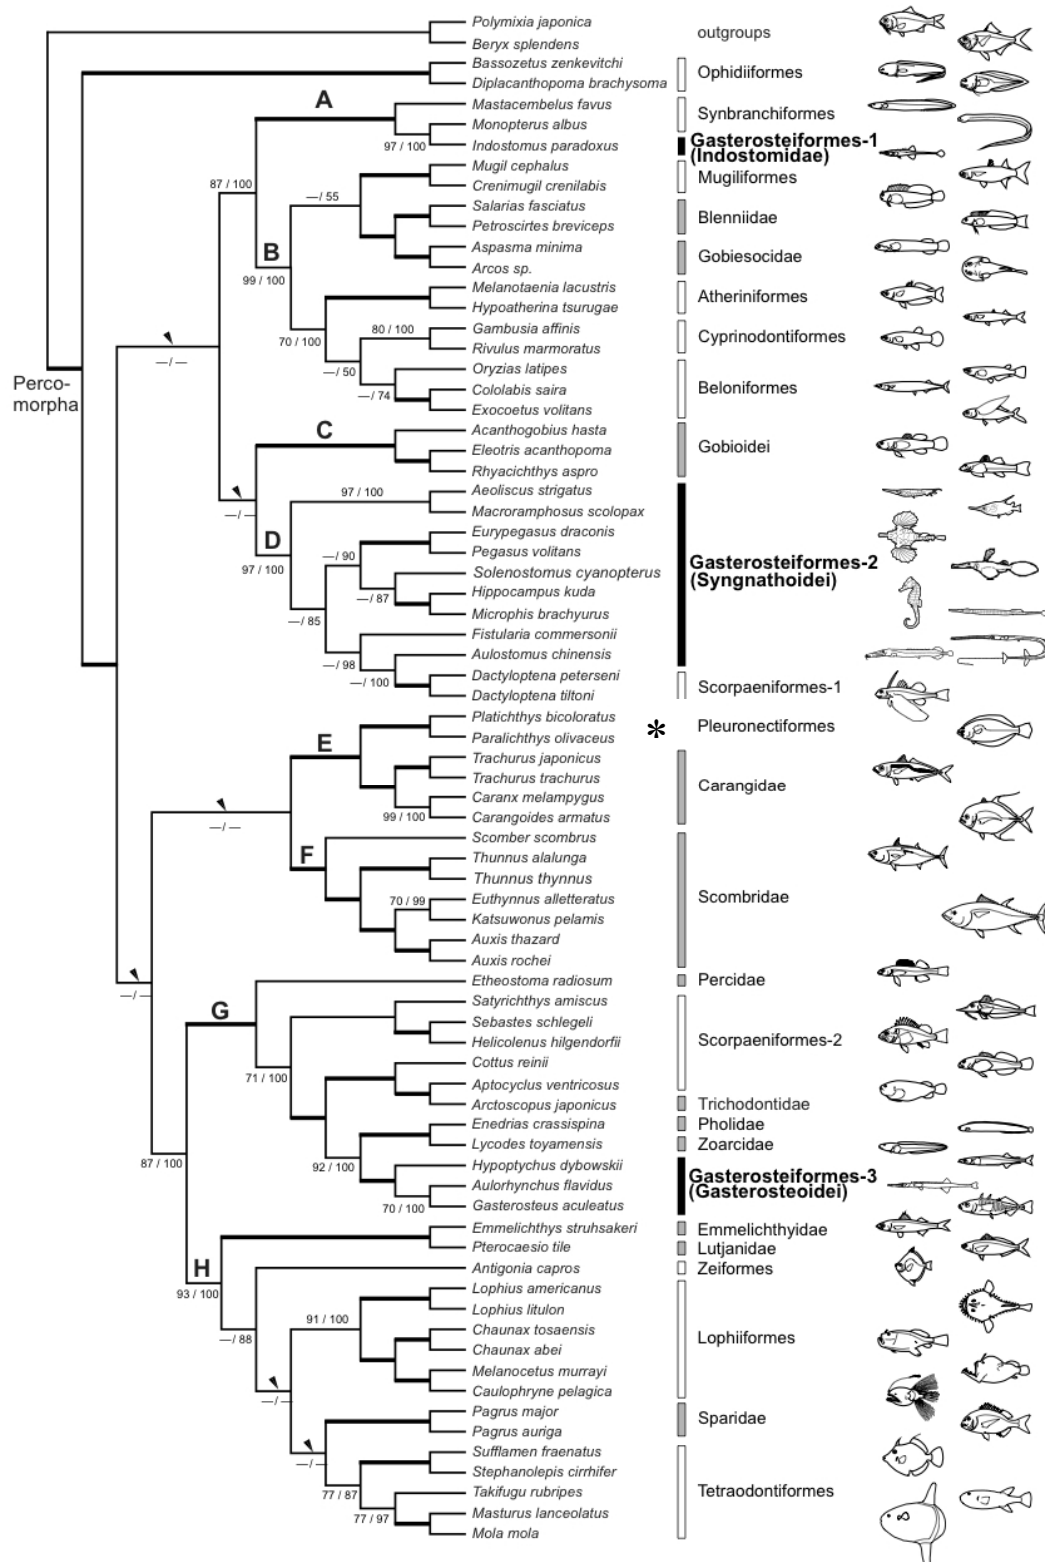 Polymixia japonica
Beryx splendens
outgroups
Bassozetus zenkevitchi
Diplacanthopoma brachysoma
Ophidiiformes
A
Mastacembelus favus
Monopterus albus
Synbranchiformes
97 / 100
Indostomus paradoxus
Gasterosteiformes-1
(Indostomidae)
87 / 100
— / 55
Mugil cephalus
Crenimugil crenilabis
Mugiliformes
Salarias fasciatus
Petroscirtes breviceps
Blenniidae
B
99 / 100
Aspasma minima
Arcos sp.
Gobiesocidae
Melanotaenia lacustris
Hypoatherina tsurugae
Atheriniformes
70 / 100
80 / 100
Gambusia affinis
Rivulus marmoratus
Cyprinodontiformes
— / —
— / 50
— / 74
Oryzias latipes
Cololabis saira
Exocoetus volitans
Beloniformes
Perco-
morpha
C
Acanthogobius hasta
Eleotris acanthopoma
Rhyacichthys aspro
Gobioidei
— / —
D
97 / 100
97 / 100
Aeoliscus strigatus
Macroramphosus scolopax
— / 90
Eurypegasus draconis
Pegasus volitans
Solenostomus cyanopterus
— / 87
Hippocampus kuda
Microphis brachyurus
Gasterosteiformes-2
(Syngnathoidei)
— / 85
Fistularia commersonii
— / 98
Aulostomus chinensis
— / 100
Dactyloptena peterseni
Dactyloptena tiltoni
Scorpaeniformes-1
E
Platichthys bicoloratus
Paralichthys olivaceus
*
Pleuronectiformes
Trachurus japonicus
Trachurus trachurus
Caranx melampygus
99 / 100
Carangoides armatus
Carangidae
— / —
F
Scomber scombrus
Thunnus alalunga
Thunnus thynnus
70 / 99
Euthynnus alletteratus
Katsuwonus pelamis
Auxis thazard
Auxis rochei
Scombridae
— / —
G
Etheostoma radiosum
Percidae
Satyrichthys amiscus
Sebastes schlegeli
Helicolenus hilgendorfii
Cottus reinii
Aptocyclus ventricosus
Scorpaeniformes-2
71 / 100
Arctoscopus japonicus
Trichodontidae
Enedrias crassispina
Pholidae
Lycodes toyamensis
Zoarcidae
87 / 100
92 / 100
Hypoptychus dybowskii
Aulorhynchus flavidus
70 / 100
Gasterosteus aculeatus
Gasterosteiformes-3
(Gasterosteoidei)
Emmelichthys struhsakeri
Emmelichthyidae
Pterocaesio tile
Lutjanidae
H
93 / 100
Antigonia capros
Zeiformes
— / 88
91 / 100
Lophius americanus
Lophius litulon
Chaunax tosaensis
Chaunax abei
Melanocetus murrayi
Caulophryne pelagica
Lophiiformes
— / —
Pagrus major
Pagrus auriga
Sparidae
— / —
Sufflamen fraenatus
Stephanolepis cirrhifer
77 / 87
Takifugu rubripes
77 / 97
Masturus lanceolatus
Mola mola
Tetraodontiformes